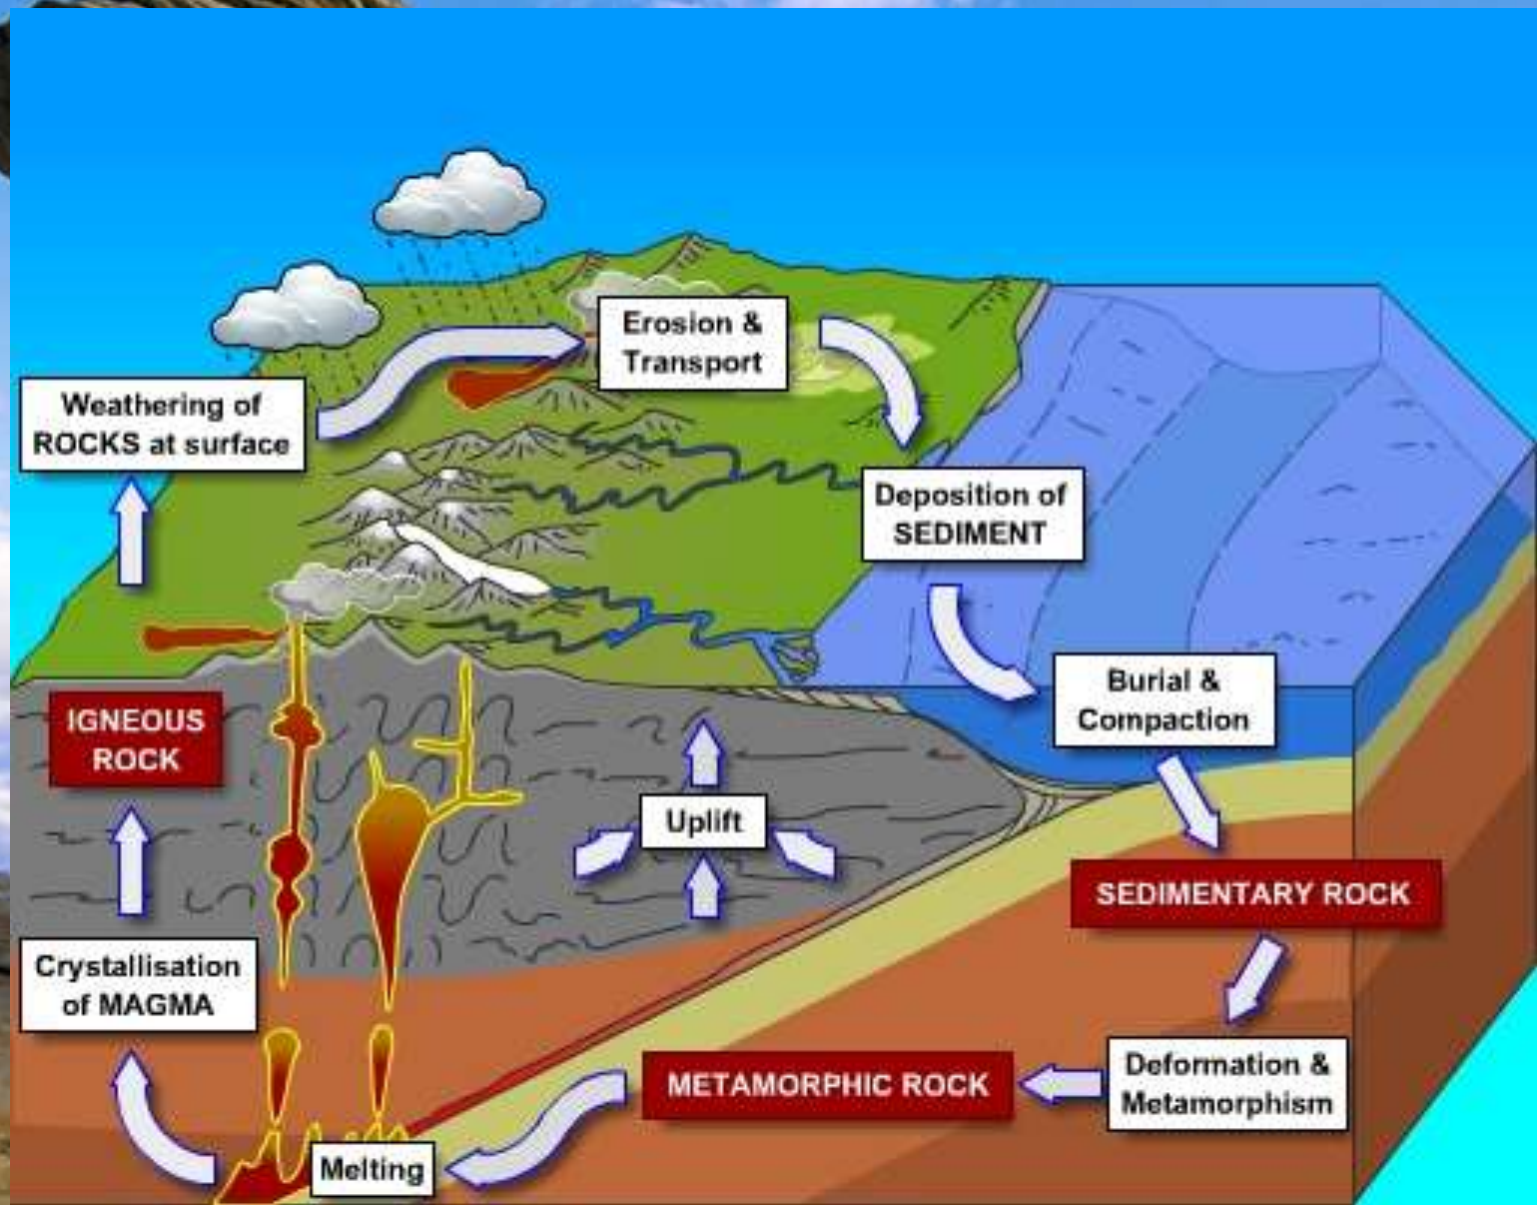 Weathering of
ROCKS at surface
Erosion &
Transport
Deposition of
SEDIMENT
Burial &
Compaction
SEDIMENTARY ROCK
Deformation &
Metamorphism
METAMORPHIC ROCK
Melting
Crystallisation
of MAGMA
IGNEOUS
ROCK
Uplift